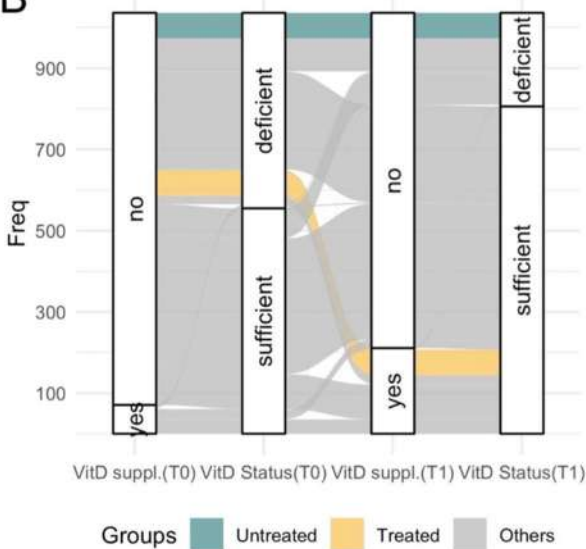 B
900
700
500
300
100
Freq
no
yes
deficient
sufficient
no
yes
deficient
sufficient
VitD suppl.(T0) VitD Status(T0) VitD suppl.(T1) VitD Status(T1)
Groups Untreated Treated Others